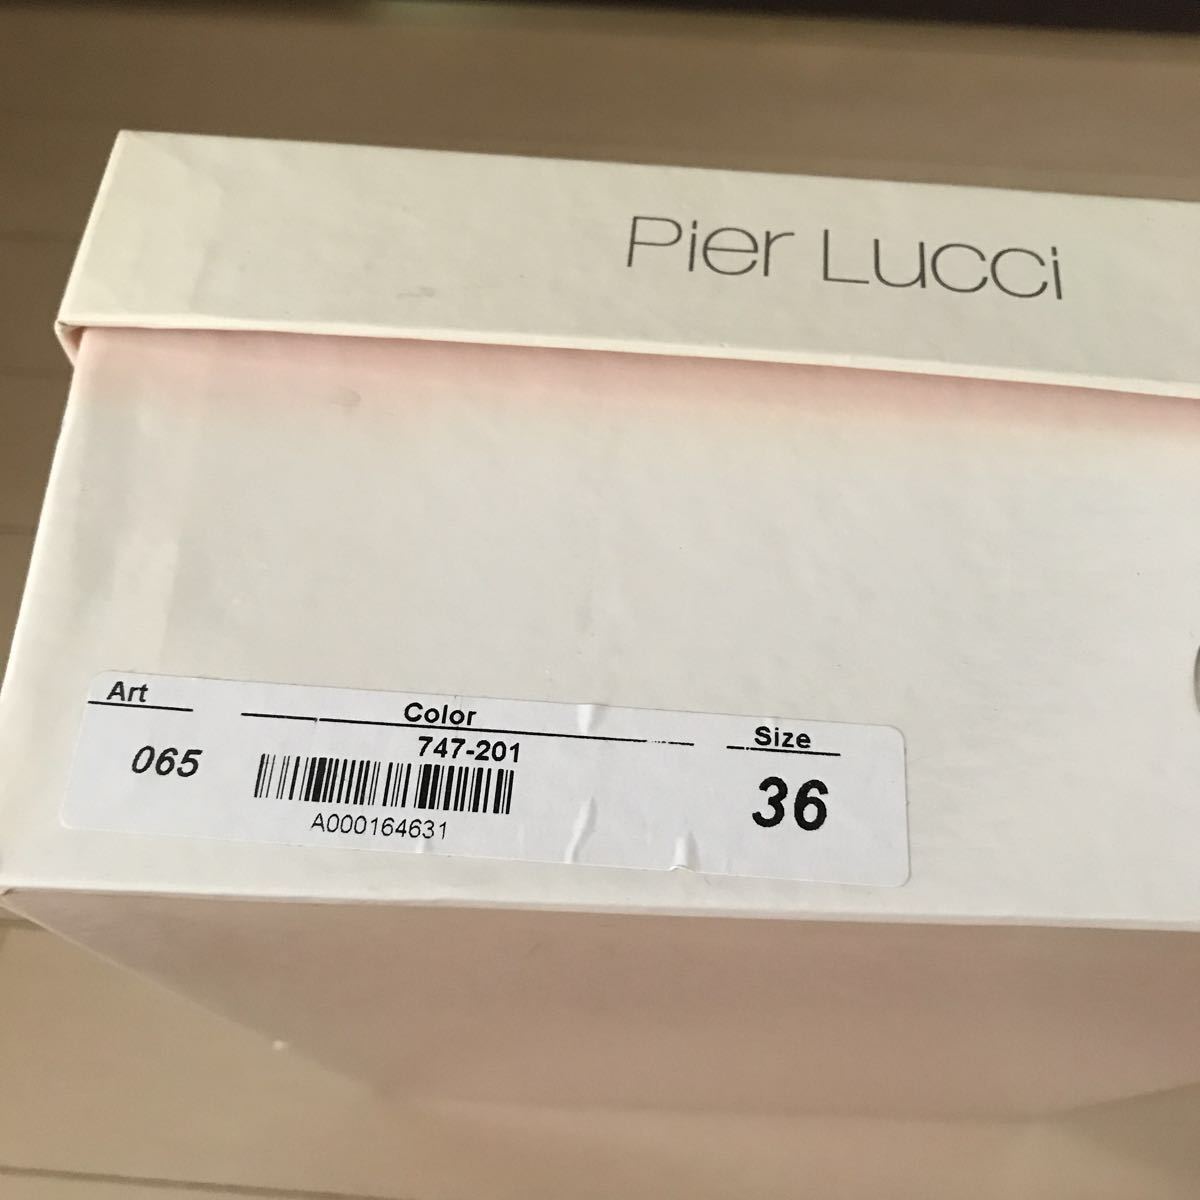 Pier Lucci
Art
Color
Size
065
747-201
36
A000164631